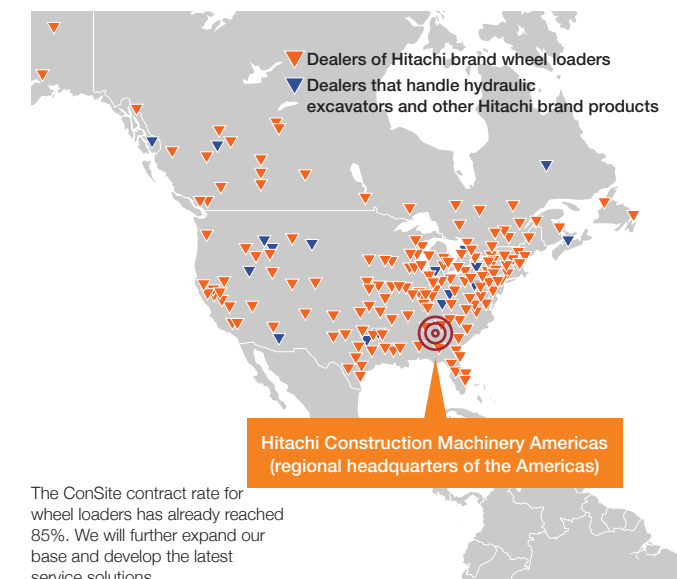 Dealers of Hitachi brand wheel loaders
Dealers that handle hydraulic
excavators and other Hitachi brand products
Hitachi Construction Machinery Americas
(regional headquarters of the Americas)
The ConSite contract rate for
wheel loaders has already reached
85%. We will further expand our
base and develop the latest
service solutions